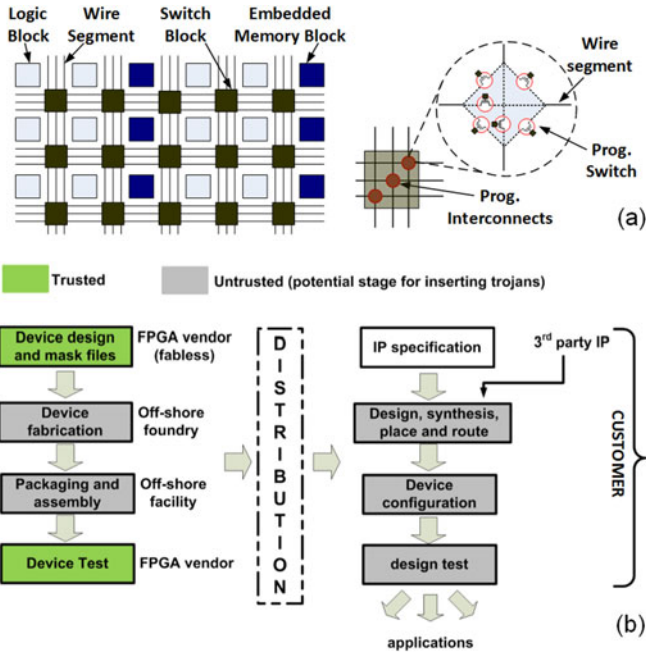 Logic Block
Wire Segment
Switch Block
Embedded Memory Block
Wire segment
Prog. Switch
Prog. Interconnects
(a)
Trusted
Untrusted (potential stage for inserting trojans)
Device design and mask files
FPGA vendor (fabless)
Device fabrication
Off-shore foundry
Packaging and assembly
Off-shore facility
Device Test
FPGA vendor
DISTRIBUTION
IP specification
3rd party IP
Design, synthesis, place and route
Device configuration
design test
applications
CUSTOMER
(b)